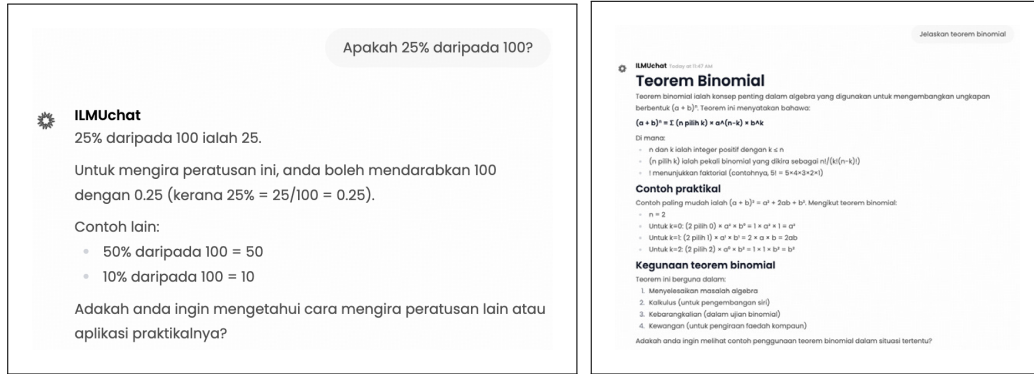 Apakah 25% daripada 100?
ILMUchat
25% daripada 100 ialah 25.
Untuk mengira peratusan ini, anda boleh mendarabkan 100
dengan 0.25 (kerana 25% = 25/100 = 0.25).
Contoh lain:
50% daripada 100 = 50
10% daripada 100 = 10
Adakah anda ingin mengetahui cara mengira peratusan lain atau
aplikasi praktikalnya?
Jelaskan teorem binomial
ILMUchat Today at 11:47 AM
Teorem Binomial
Teorem binomial ialah konsep penting dalam algebra yang digunakan untuk mengembangkan ungkapan
berbentuk (a + b)ⁿ. Teorem ini menyatakan bahawa:
(a + b)ⁿ = Σ (n pilih k) × a^(n-k) × b^k
Di mana:
n dan k ialah integer positif dengan k ≤ n
(n pilih k) ialah pekali binomial yang dikira sebagai n!/(k!(n-k)!)
! menunjukkan faktorial (contohnya, 5! = 5×4×3×2×1)
Contoh praktikal
Contoh paling mudah ialah (a + b)² = a² + 2ab + b². Mengikut teorem binomial:
n = 2
Untuk k=0: (2 pilih 0) × a² × b⁰ = 1 × a² × 1 = a²
Untuk k=1: (2 pilih 1) × a¹ × b¹ = 2 × a × b = 2ab
Untuk k=2: (2 pilih 2) × a⁰ × b² = 1 × 1 × b² = b²
Kegunaan teorem binomial
Teorem ini berguna dalam:
1. Menyelesaikan masalah algebra
2. Kalkulus (untuk pengembangan siri)
3. Kebarangkalian (dalam ujian binomial)
4. Kewangan (untuk pengiraan faedah kompaun)
Adakah anda ingin melihat contoh penggunaan teorem binomial dalam situasi tertentu?